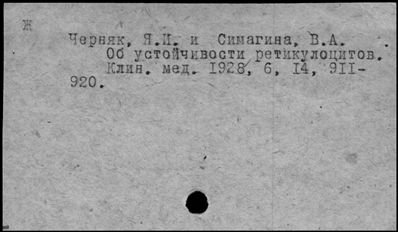 Ж
Черняк, Я.И. и Симагина, В.А.
Об устойчивости ретикулоцитов.
Клин. мед. 1928, 6, 14, 911-
920.